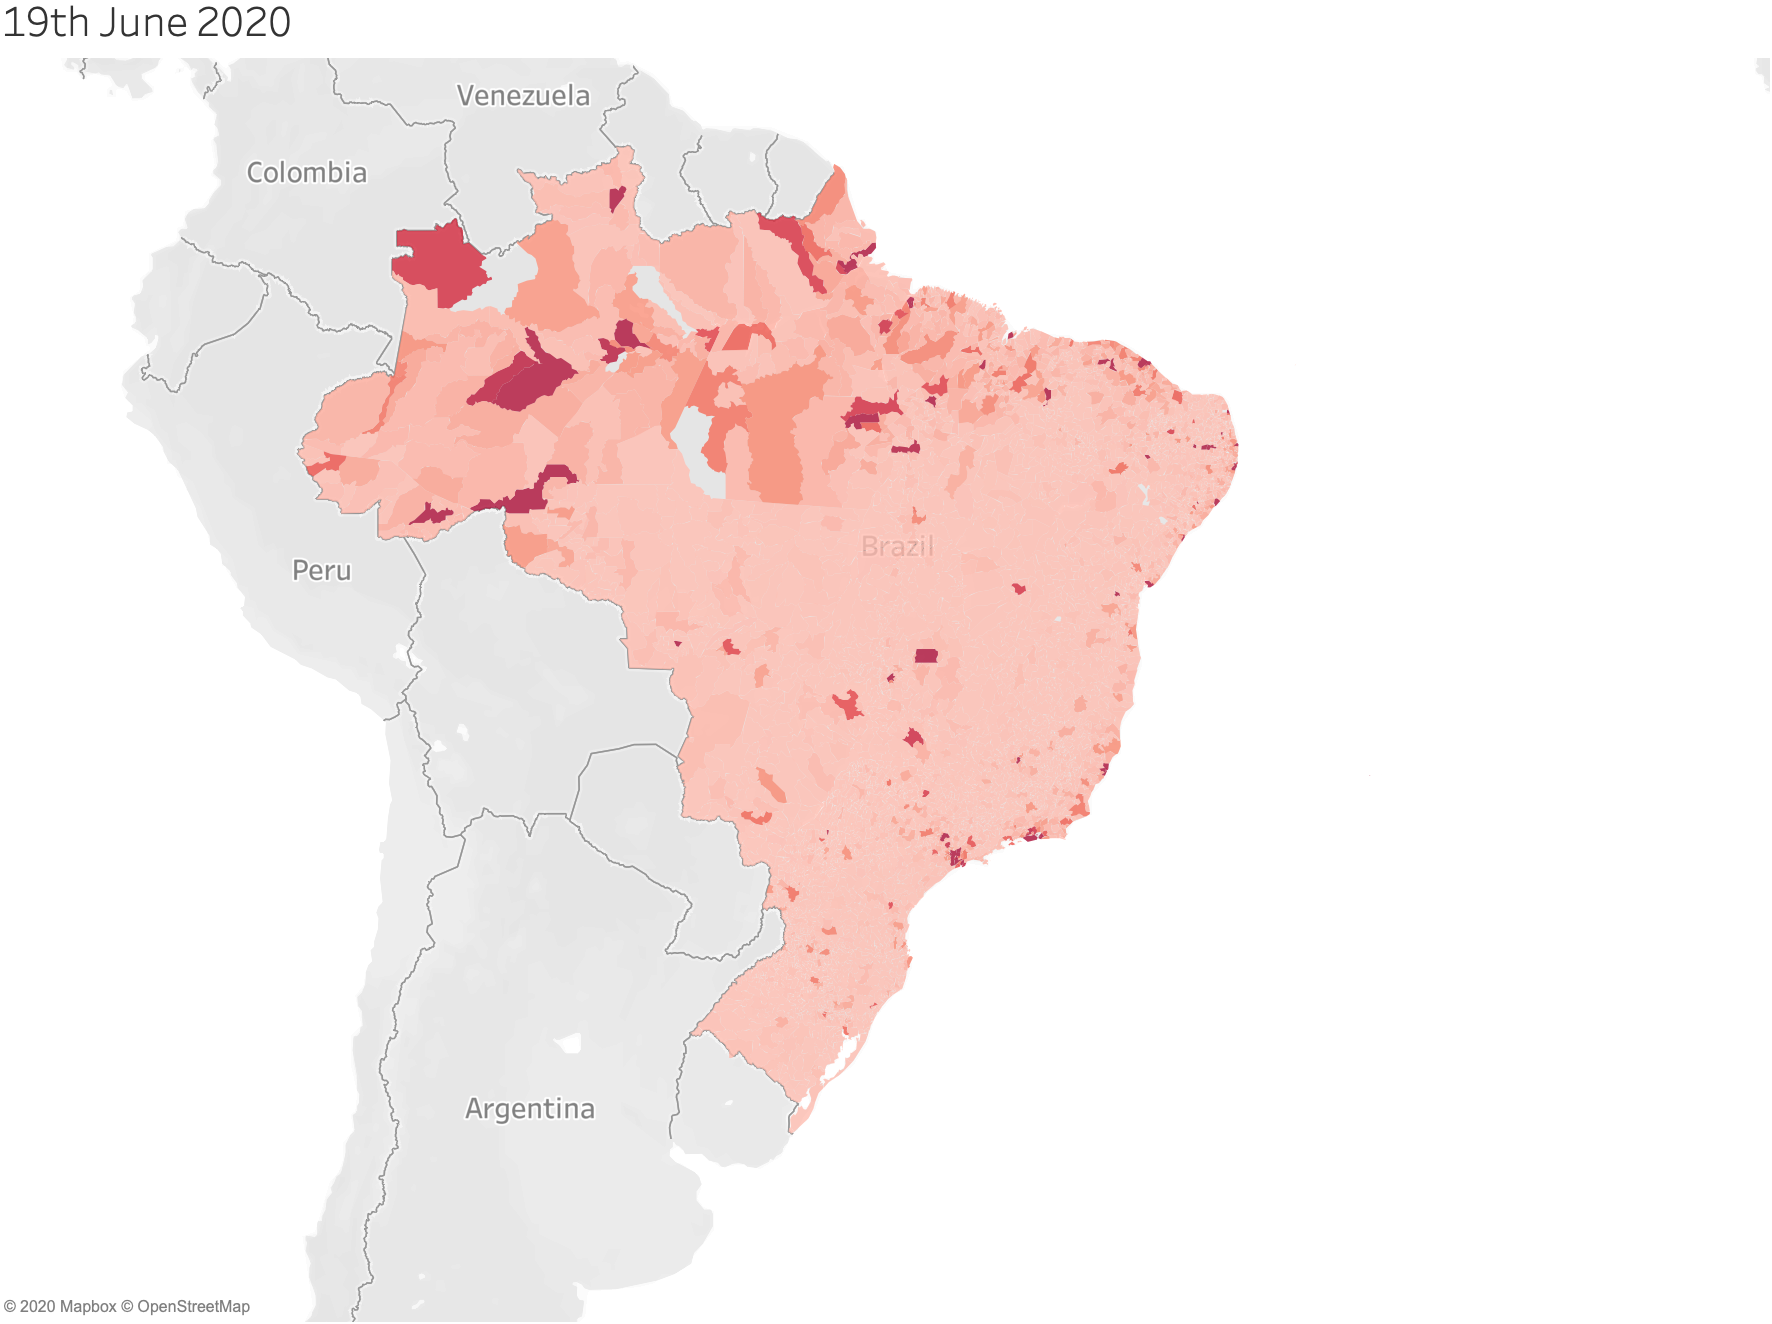 19th June 2020
Venezuela
Colombia
Brazil
Peru
Argentina
© 2020 Mapbox © OpenStreetMap